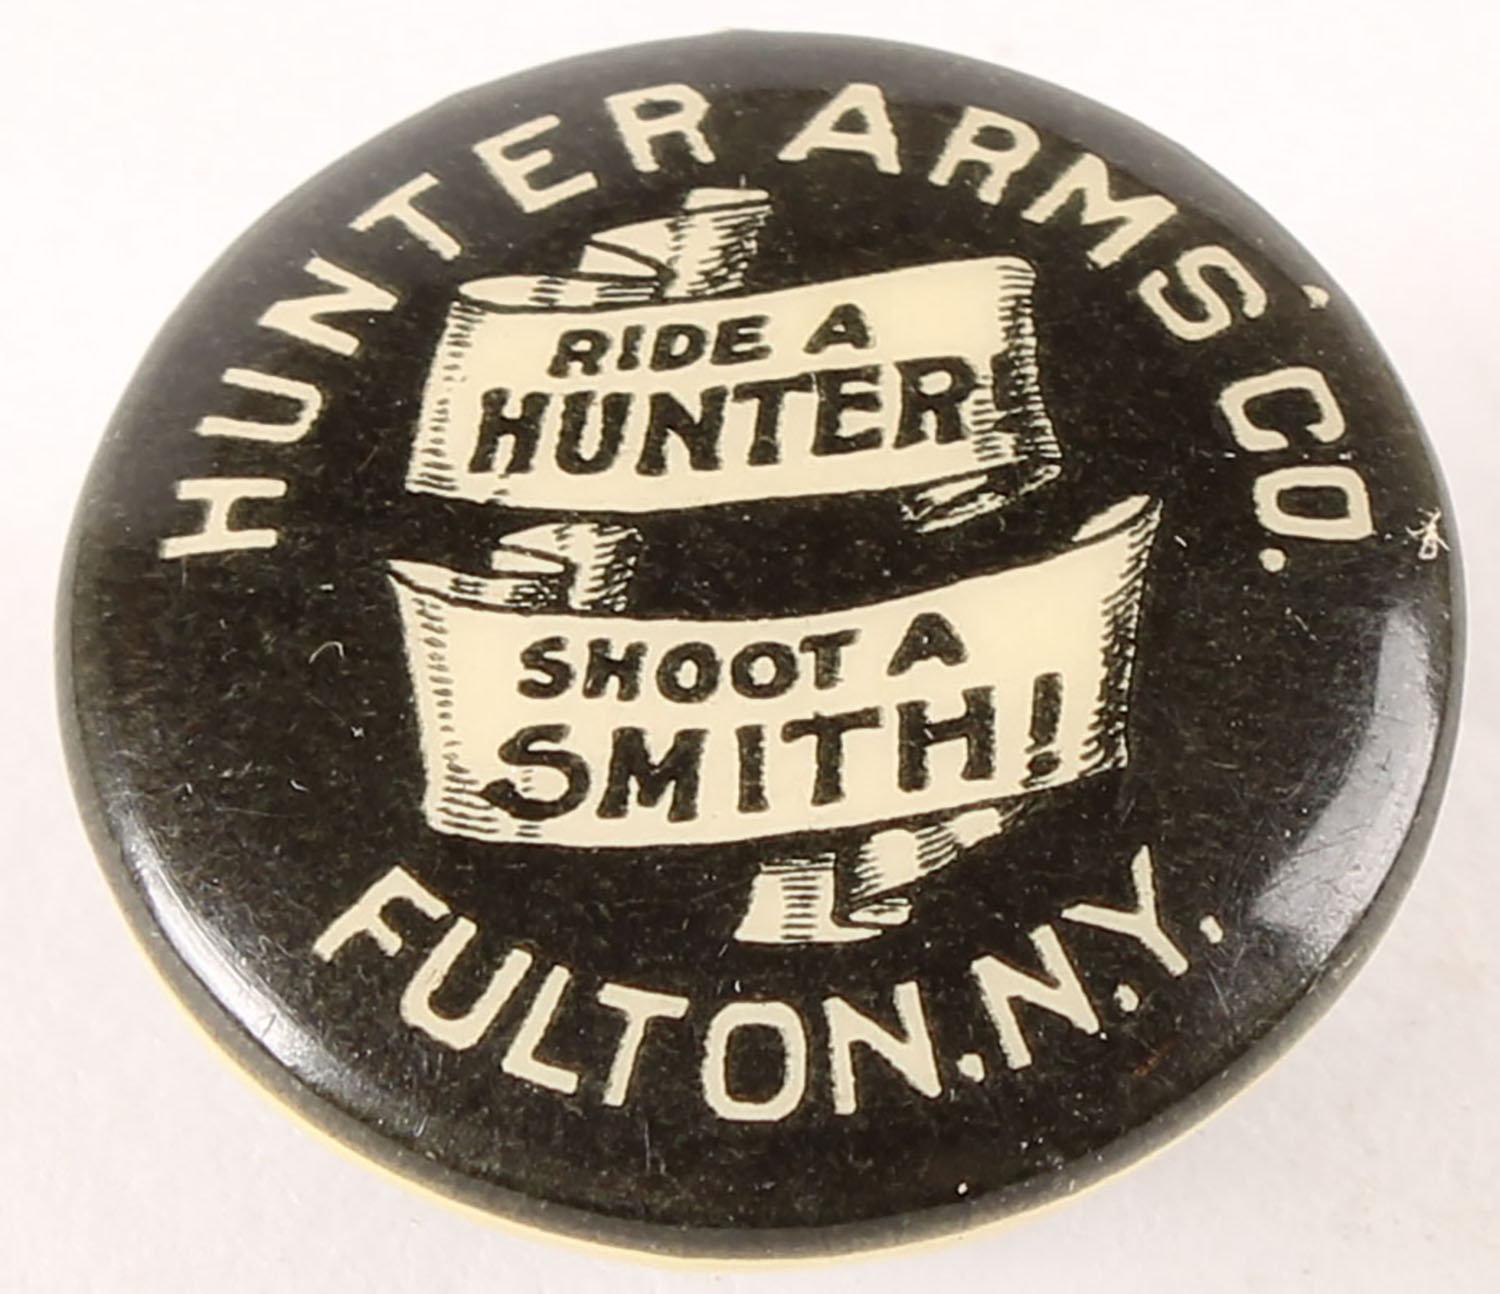 HUNTER ARMS CO.
RIDE A
HUNTER!
SHOOT A
SMITH!
FULTON, N.Y.